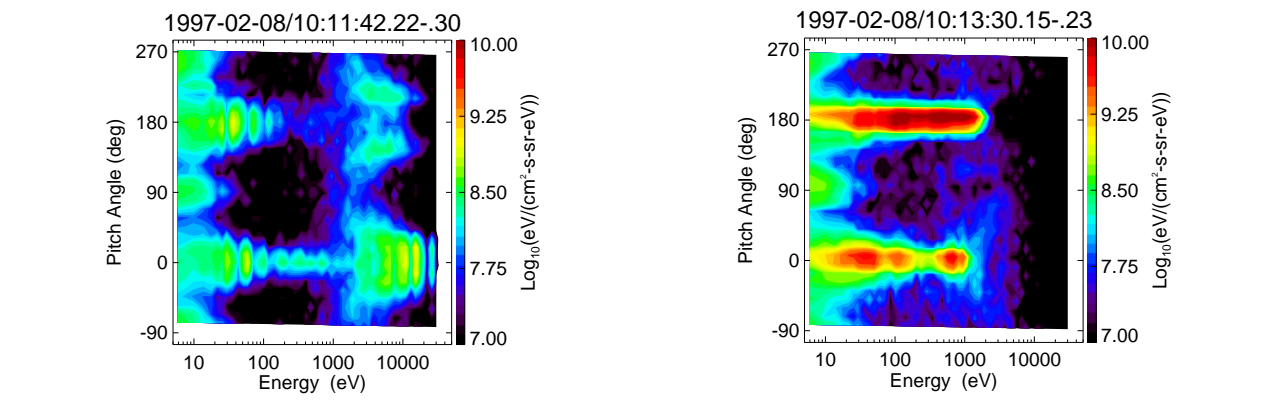 1997-02-08/10:11:42.22-.30
270
180
90
0
-90
Pitch Angle (deg)
10 100 1000 10000
Energy (eV)
10.00
9.25
8.50
7.75
7.00
Log₁₀(eV/(cm²-s-sr-eV))
1997-02-08/10:13:30.15-.23
270
180
90
0
-90
Pitch Angle (deg)
10 100 1000 10000
Energy (eV)
10.00
9.25
8.50
7.75
7.00
Log₁₀(eV/(cm²-s-sr-eV))